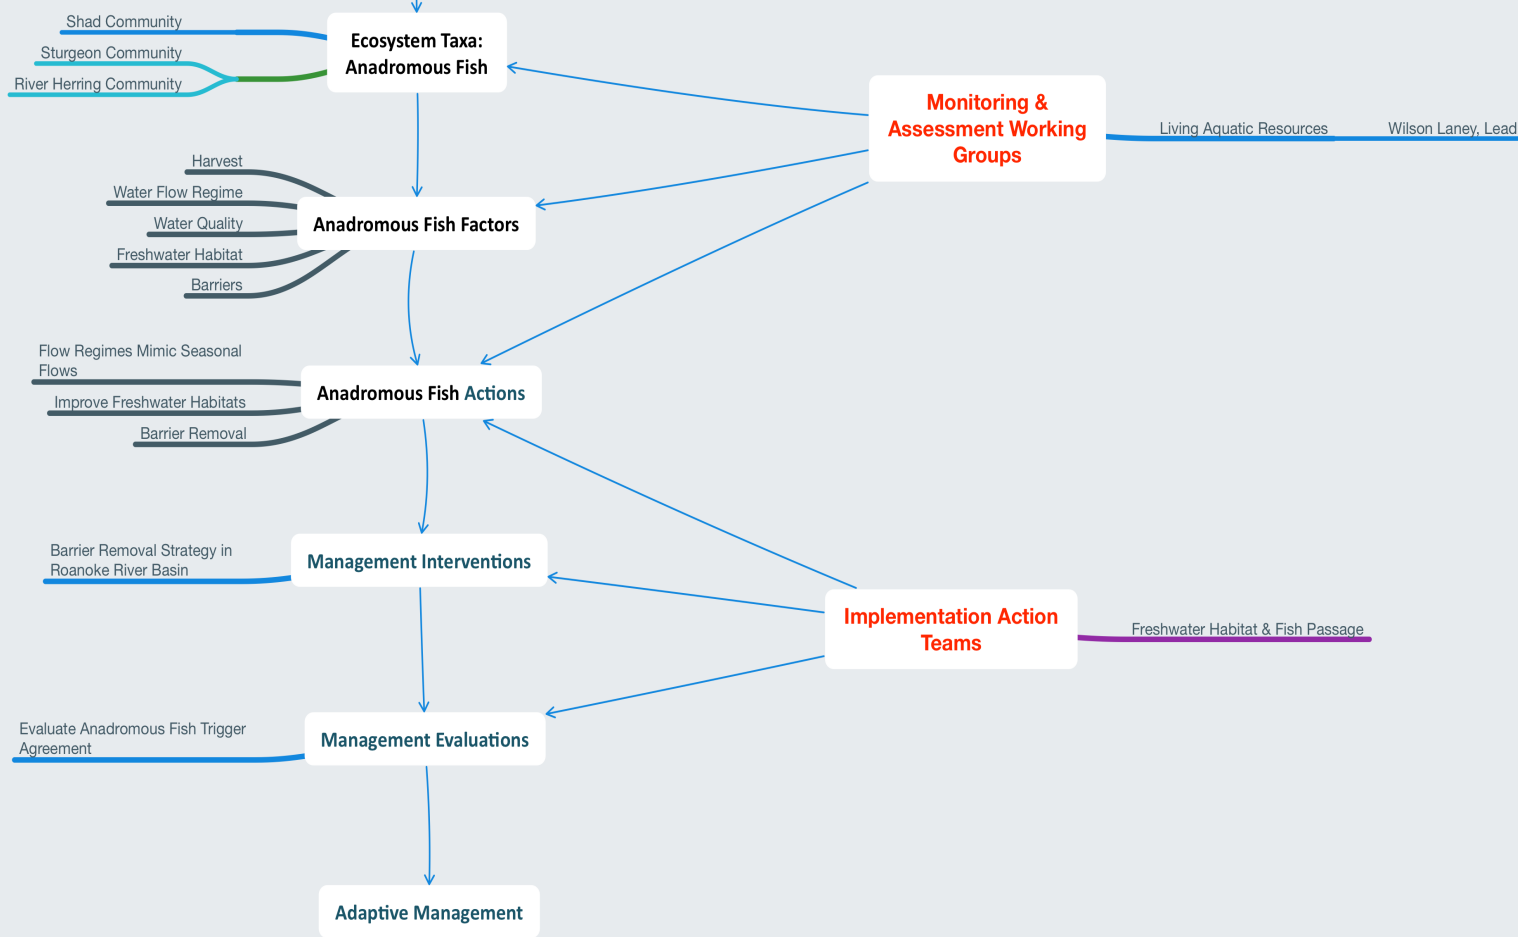 Shad Community
Sturgeon Community
River Herring Community
Ecosystem Taxa:
Anadromous Fish
Monitoring &
Assessment Working
Groups
Living Aquatic Resources
Wilson Laney, Lead
Harvest
Water Flow Regime
Water Quality
Freshwater Habitat
Barriers
Anadromous Fish Factors
Flow Regimes Mimic Seasonal
Flows
Improve Freshwater Habitats
Barrier Removal
Anadromous Fish Actions
Barrier Removal Strategy in
Roanoke River Basin
Management Interventions
Implementation Action
Teams
Freshwater Habitat & Fish Passage
Evaluate Anadromous Fish Trigger
Agreement
Management Evaluations
Adaptive Management